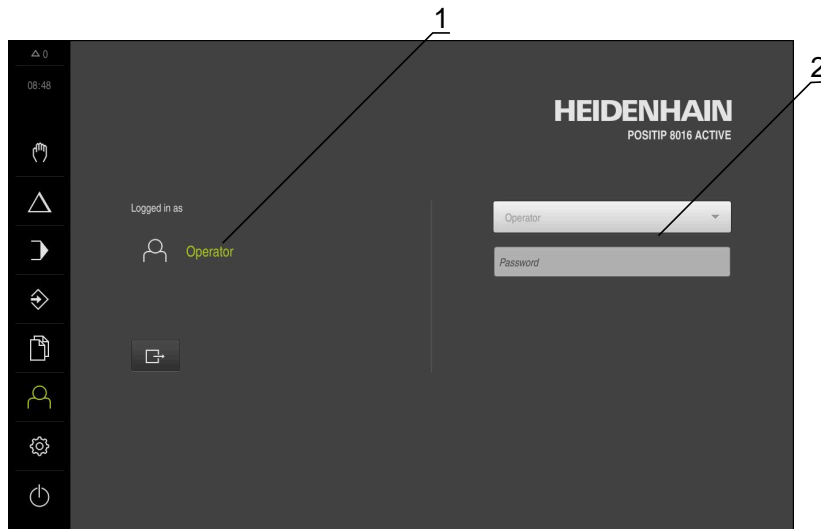 1
2
0
08:48
HEIDENHAIN
POSITIP 8016 ACTIVE
Logged in as
Operator
Operator
Password